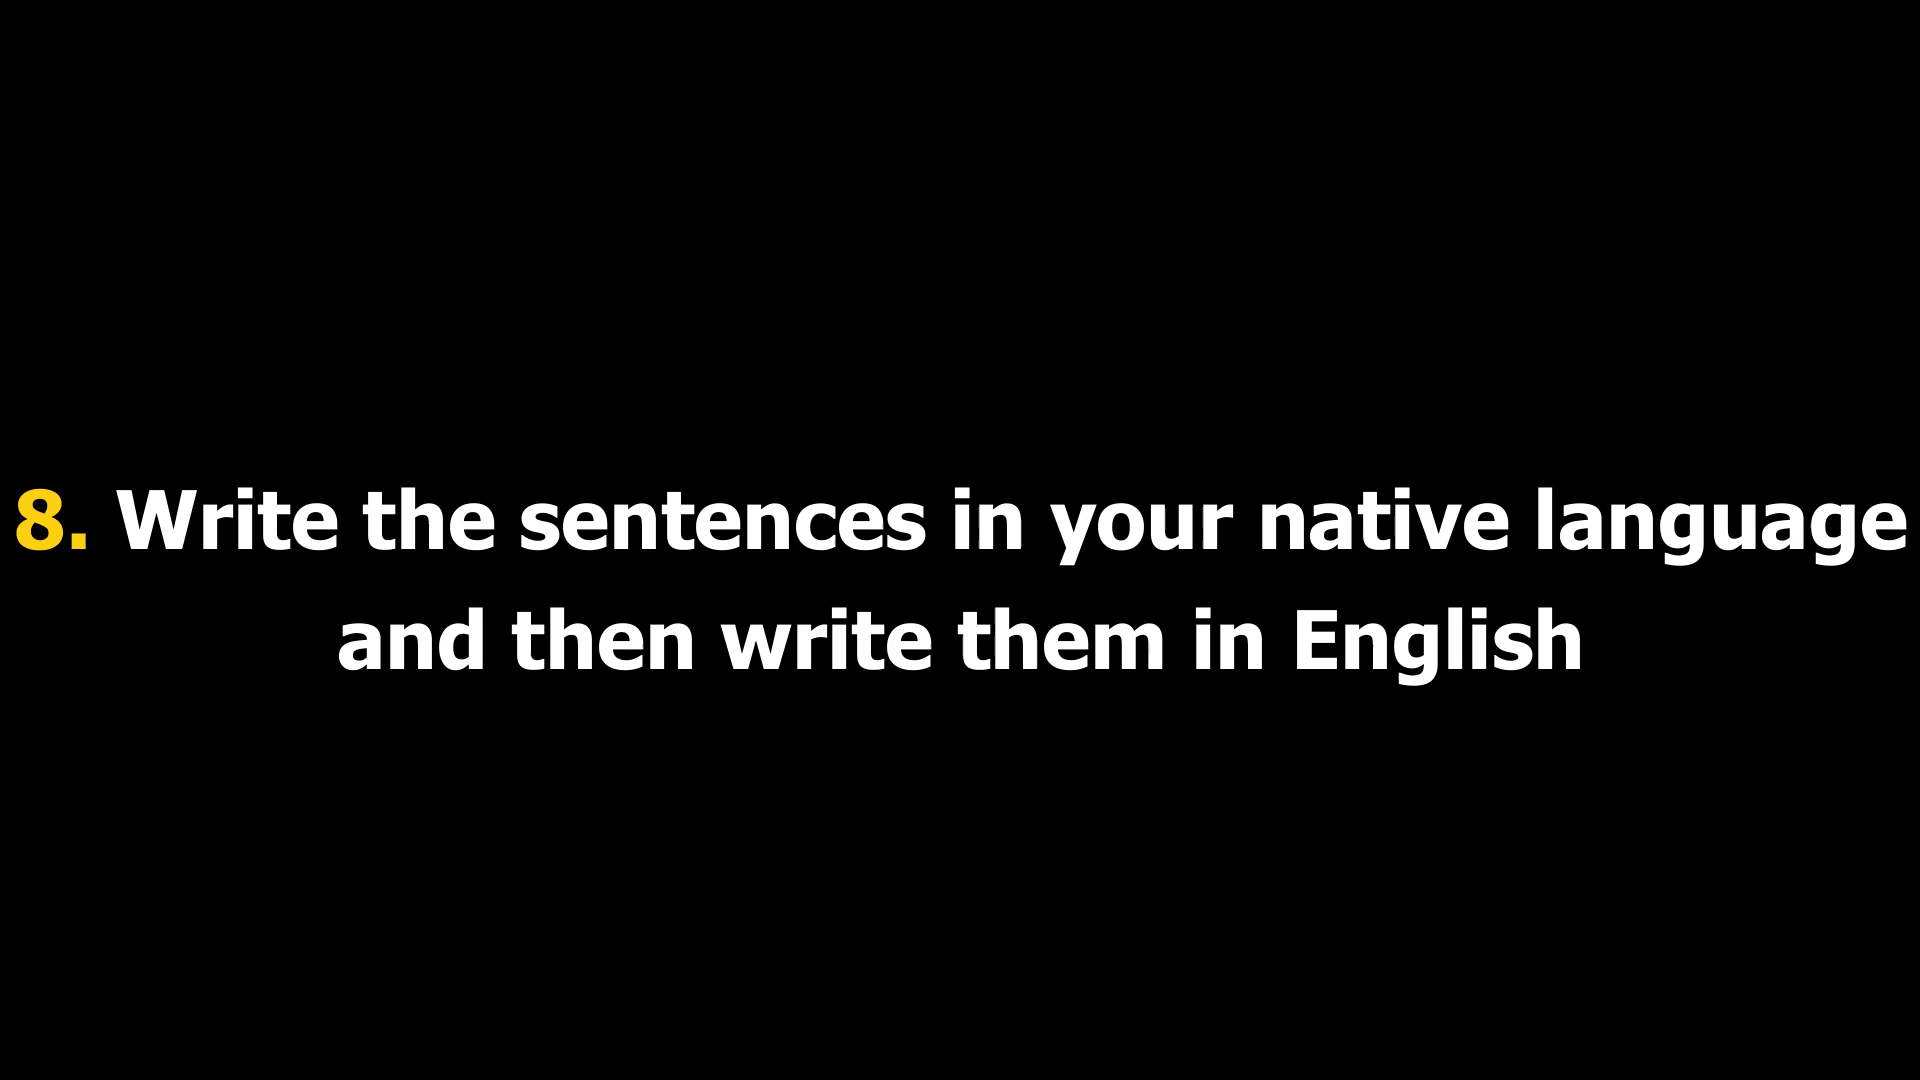 8. Write the sentences in your native language
and then write them in English